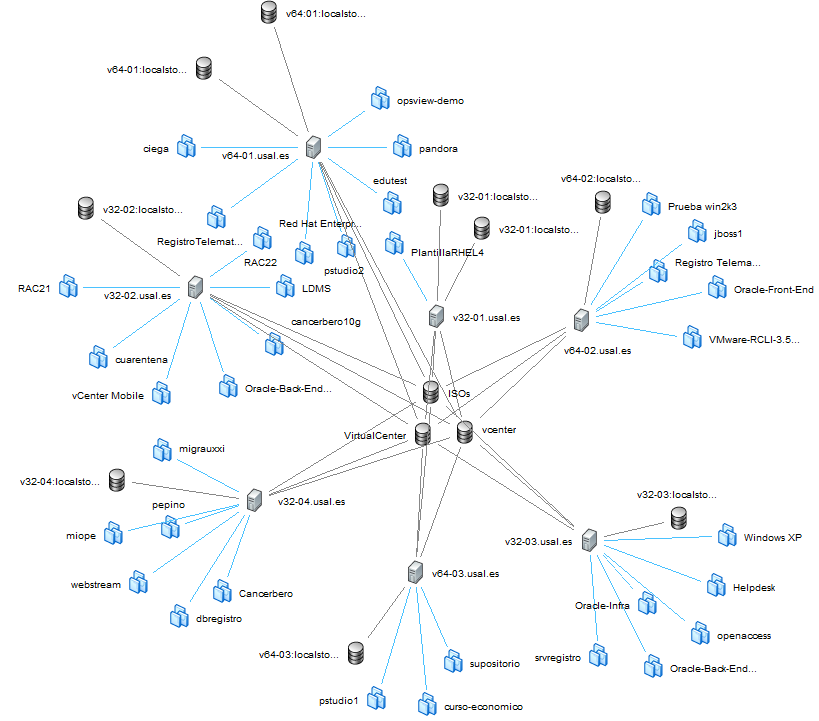 v64:01:localsto...
v64-01:localsto...
opsview-demo
ciega
v64-01.usal.es
pandora
edutest
v64-02:localsto...
v32-01:localsto...
Prueba win2k3
v32-02:localsto...
Red Hat Enterpr...
v32-01:localsto...
jboss1
RegistroTelemat...
PlantillaRHEL4
RAC22
pstudio2
Registro Telema...
RAC21
v32-02.usal.es
LDMS
Oracle-Front-End
cancerbero10g
v32-01.usal.es
VMware-RCLI-3.5...
v64-02.usal.es
cuarentena
Oracle-Back-End...
vCenter Mobile
ISOs
VirtualCenter
vcenter
migrauxxi
v32-04:localsto...
v32-04.usal.es
v32-03:localsto...
pepino
miope
v32-03.usal.es
Windows XP
v64-03.usal.es
webstream
Helpdesk
Cancerbero
Oracle-Infra
dbregistro
openaccess
v64-03:localsto...
srvregistro
supositorio
Oracle-Back-End...
pstudio1
curso-economico